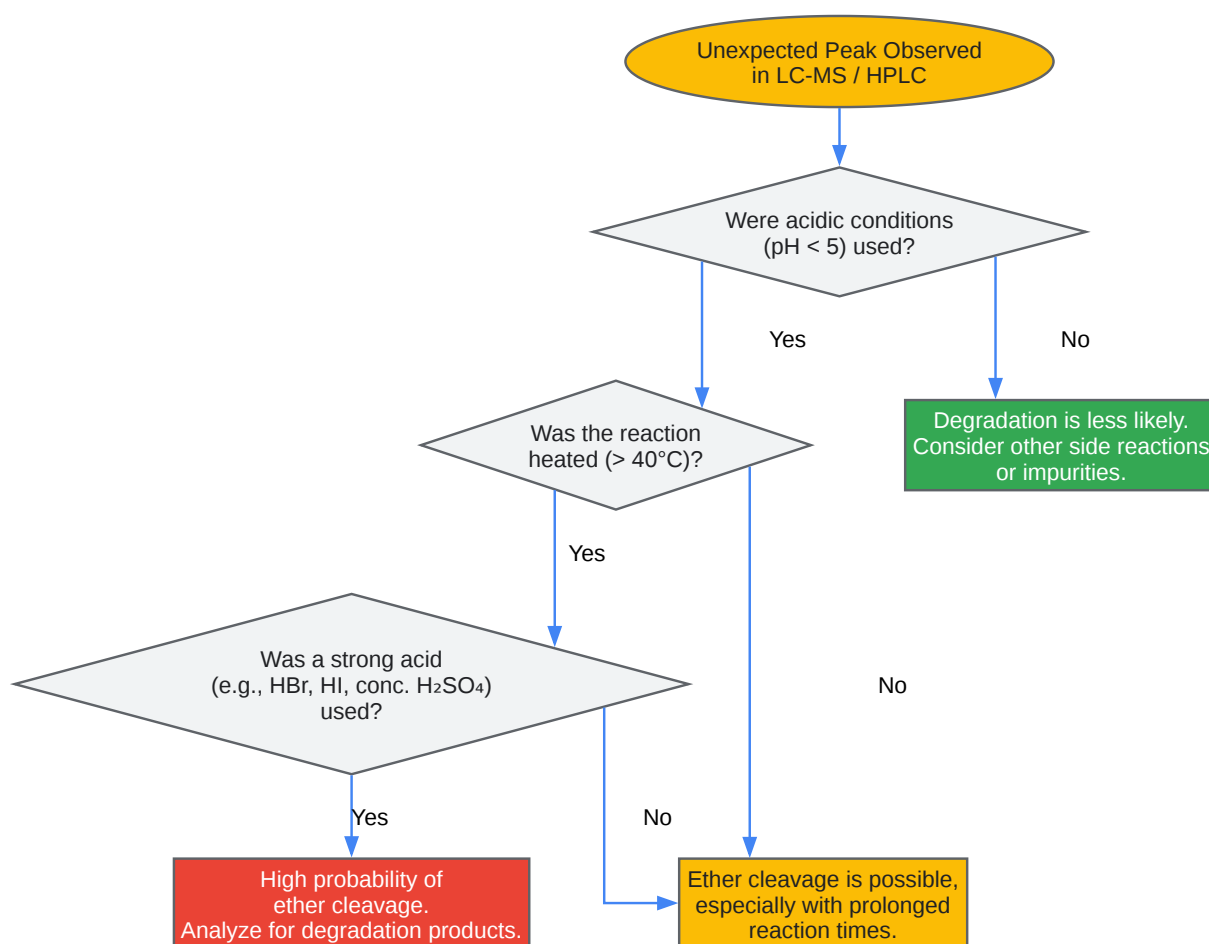 Unexpected Peak Observed
in LC-MS / HPLC
Were acidic conditions
(pH < 5) used?
Yes
No
Was the reaction
heated (> 40°C)?
Degradation is less likely.
Consider other side reactions
or impurities.
Yes
Was a strong acid
(e.g., HBr, HI, conc. H₂SO₄)
used?
No
Yes
No
High probability of
ether cleavage.
Analyze for degradation products.
Ether cleavage is possible,
especially with prolonged
reaction times.